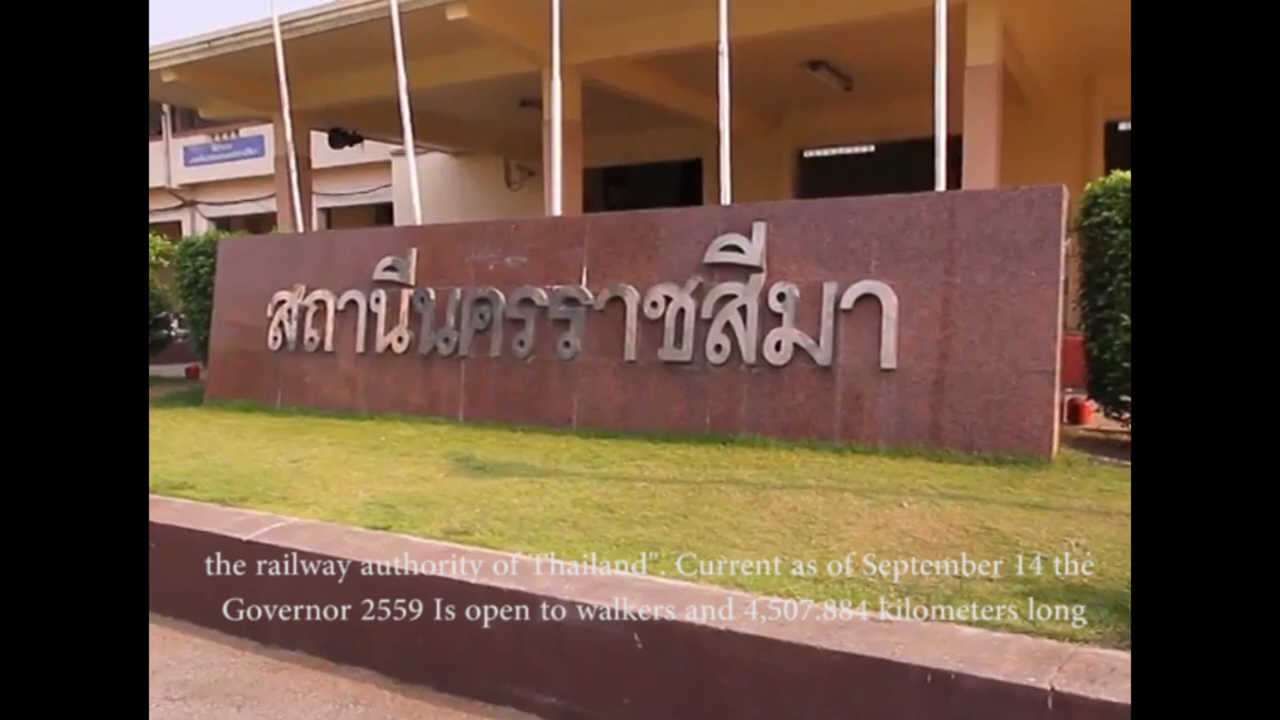 สถานีนครราชสีมา
the railway authority of Thailand". Current as of September 14 the
Governor 2559 Is open to walkers and 4,507.884 kilometers long